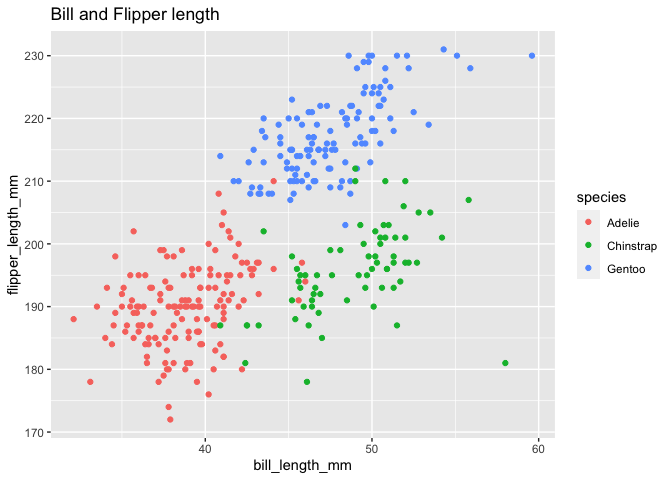 Bill and Flipper length
flipper_length_mm
230
220
210
200
190
180
170
40
50
60
bill_length_mm
species
Adelie
Chinstrap
Gentoo